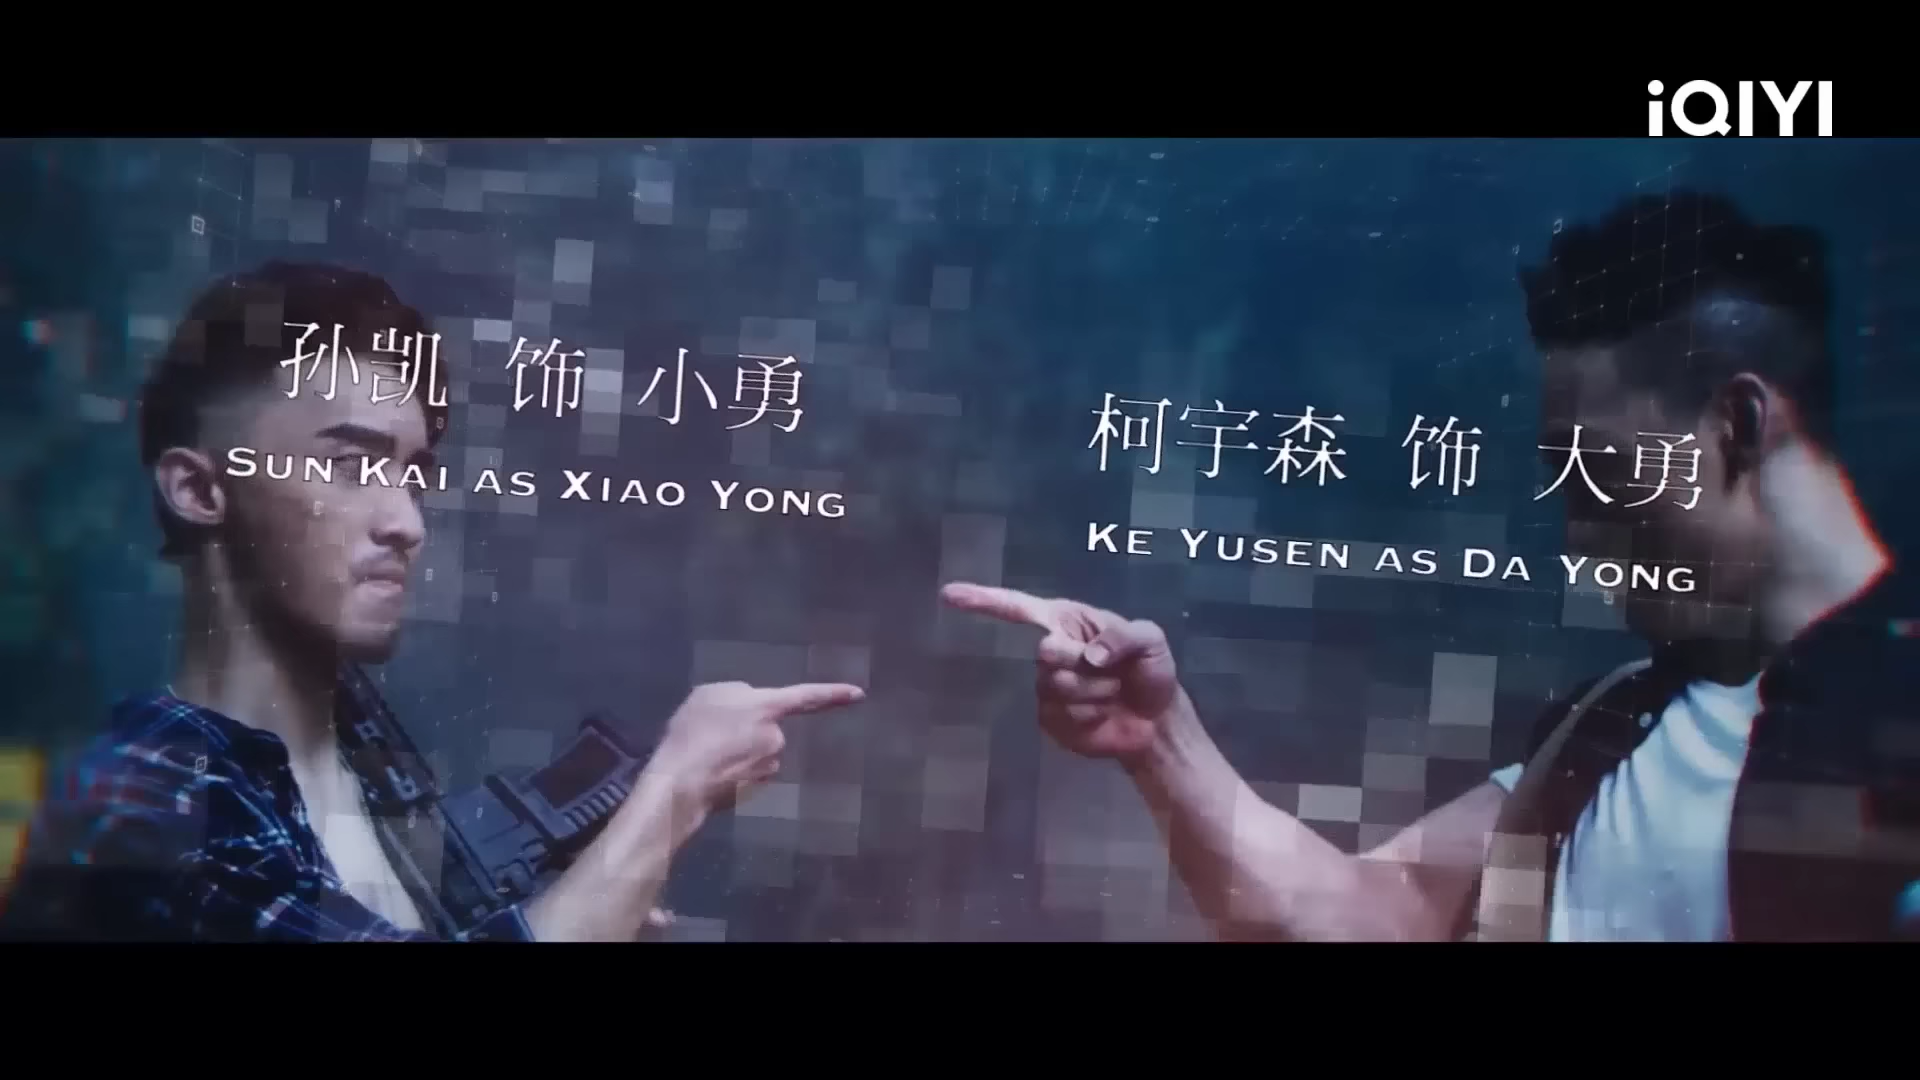 iQIYI
孙凯 饰 小勇
SUN KAI AS XIAO YONG
柯宇森 饰 大勇
KE YUSEN AS DA YONG